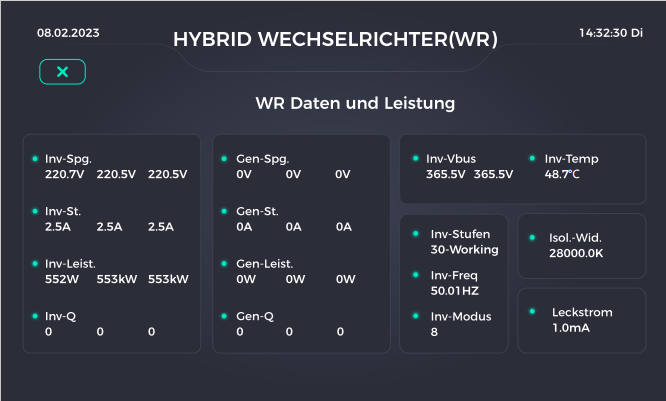 08.02.2023
HYBRID WECHSELRICHTER(WR)
14:32:30 Di
WR Daten und Leistung
Inv-Spg.
220.7V 220.5V 220.5V
Inv-St.
2.5A 2.5A 2.5A
Inv-Leist.
552W 553kW 553kW
Inv-Q
0 0 0
Gen-Spg.
0V 0V 0V
Gen-St.
0A 0A 0A
Gen-Leist.
0W 0W 0W
Gen-Q
0 0 0
Inv-Vbus
365.5V 365.5V
Inv-Temp
48.7℃
Inv-Stufen
30-Working
Inv-Freq
50.01HZ
Inv-Modus
8
Isol.-Wid.
28000.0K
Leckstrom
1.0mA